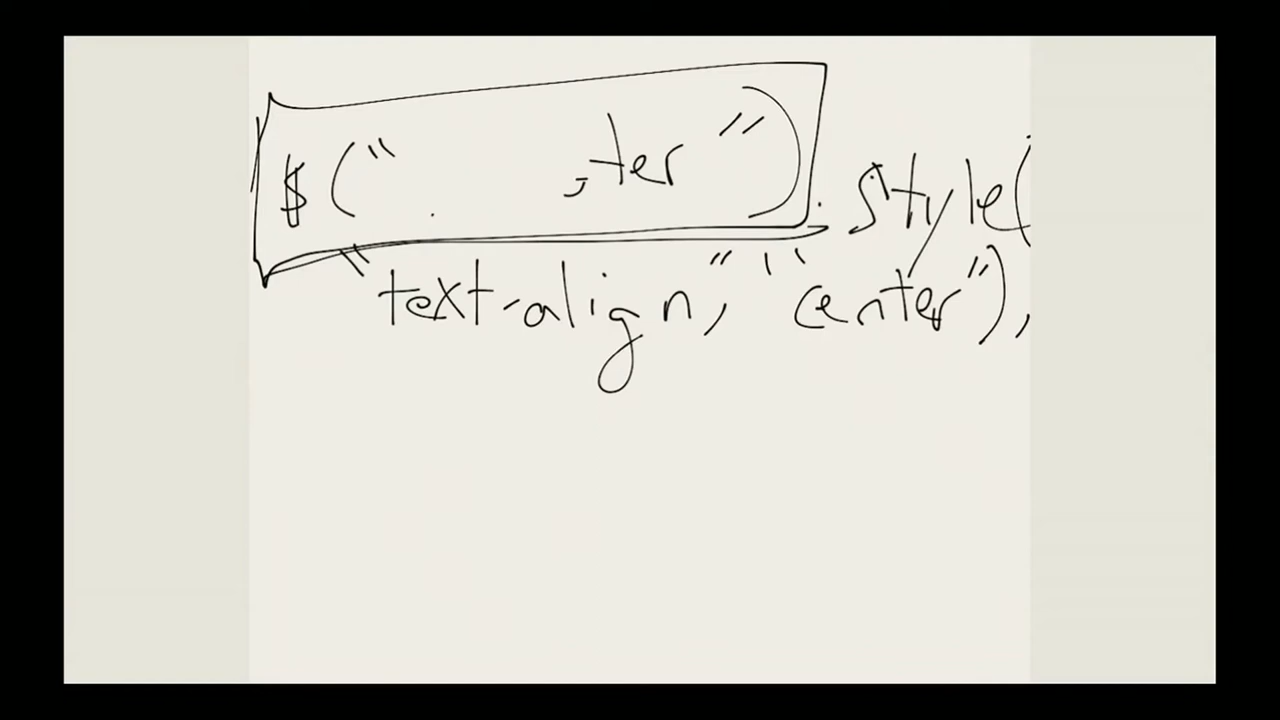 $(" ter ").style(
"text-align", "center"),